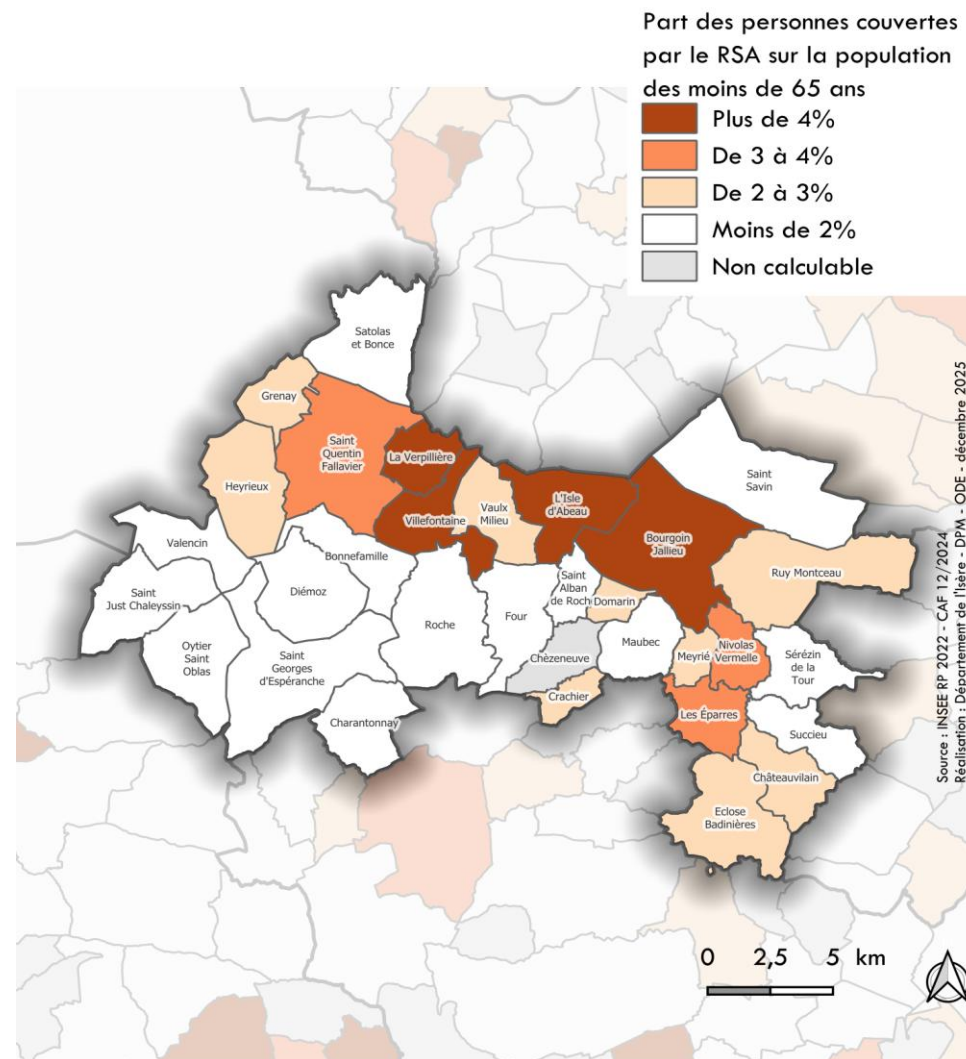 Part des personnes couvertes
par le RSA sur la population
des moins de 65 ans
Plus de 4%
De 3 à 4%
De 2 à 3%
Moins de 2%
Non calculable
Satolas
et Bonce
Grenay
Saint
Quentin
Fallavier
La Verpillière
Heyrieux
Villefontaine
Vaulx
Milieu
L'Isle
d'Abeau
Saint
Savin
Bourgoin
Jallieu
Valencin
Bonnefamille
Ruy Montceau
Saint
Just Chaleyssin
Diémoz
Roche
Four
Saint
Alban
de Roch
Domarin
Oytier
Saint
Oblas
Saint
Georges
d'Espéranche
Chèzeneuve
Maubec
Meyrié
Nivolas
Vermelle
Sérézin
de la
Tour
Crachier
Charantonnay
Les Éparres
Succieu
Châteauvilain
Eclose
Badinières
0 2,5 5 km
Source : INSEE RP 2022 - CAF 12/2024
Réalisation : Département de l'Isère - DPM - ODE - décembre 2025